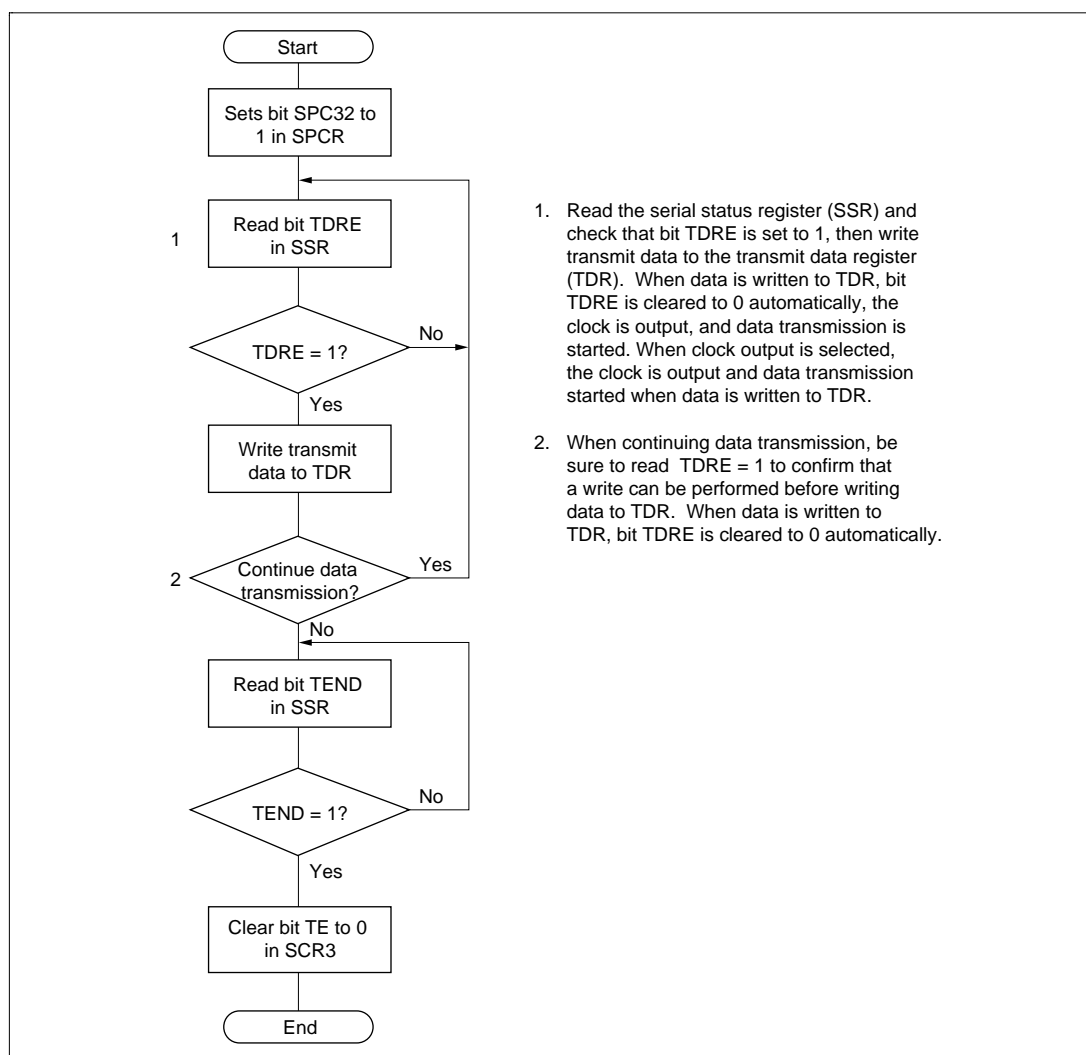 Start
Sets bit SPC32 to
1 in SPCR
1
Read bit TDRE
in SSR
TDRE = 1?
No
Yes
Write transmit
data to TDR
2
Continue data
transmission?
Yes
No
Read bit TEND
in SSR
TEND = 1?
No
Yes
Clear bit TE to 0
in SCR3
End
1. Read the serial status register (SSR) and
check that bit TDRE is set to 1, then write
transmit data to the transmit data register
(TDR). When data is written to TDR, bit
TDRE is cleared to 0 automatically, the
clock is output, and data transmission is
started. When clock output is selected,
the clock is output and data transmission
started when data is written to TDR.
2. When continuing data transmission, be
sure to read TDRE = 1 to confirm that
a write can be performed before writing
data to TDR. When data is written to
TDR, bit TDRE is cleared to 0 automatically.